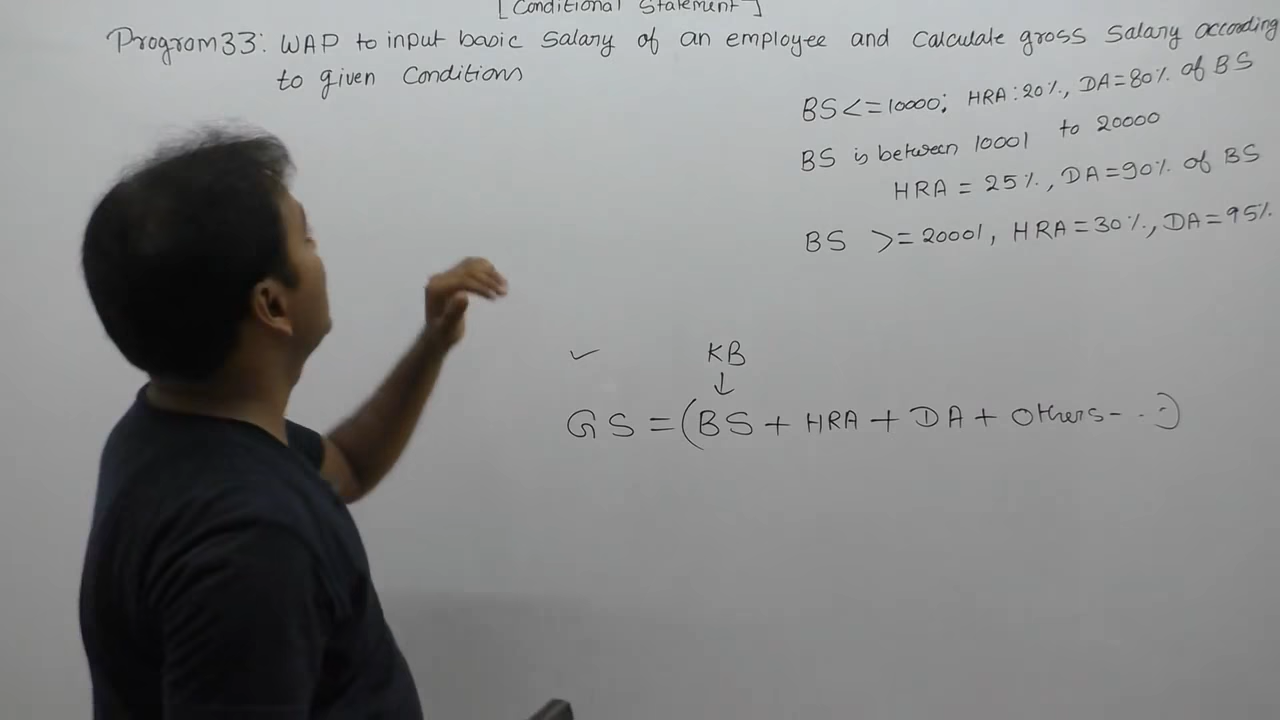 [Conditional Statement]
Program33: WAP to input basic salary of an employee and calculate gross salary according
to given Conditions
BS <= 10000; HRA : 20%, DA = 80% of BS
BS is between 10001 to 20000
HRA = 25%, DA = 90% of BS
BS >= 20001, HRA = 30%, DA = 95%
✓ KB
↓
GS = (BS + HRA + DA + Others - . . )